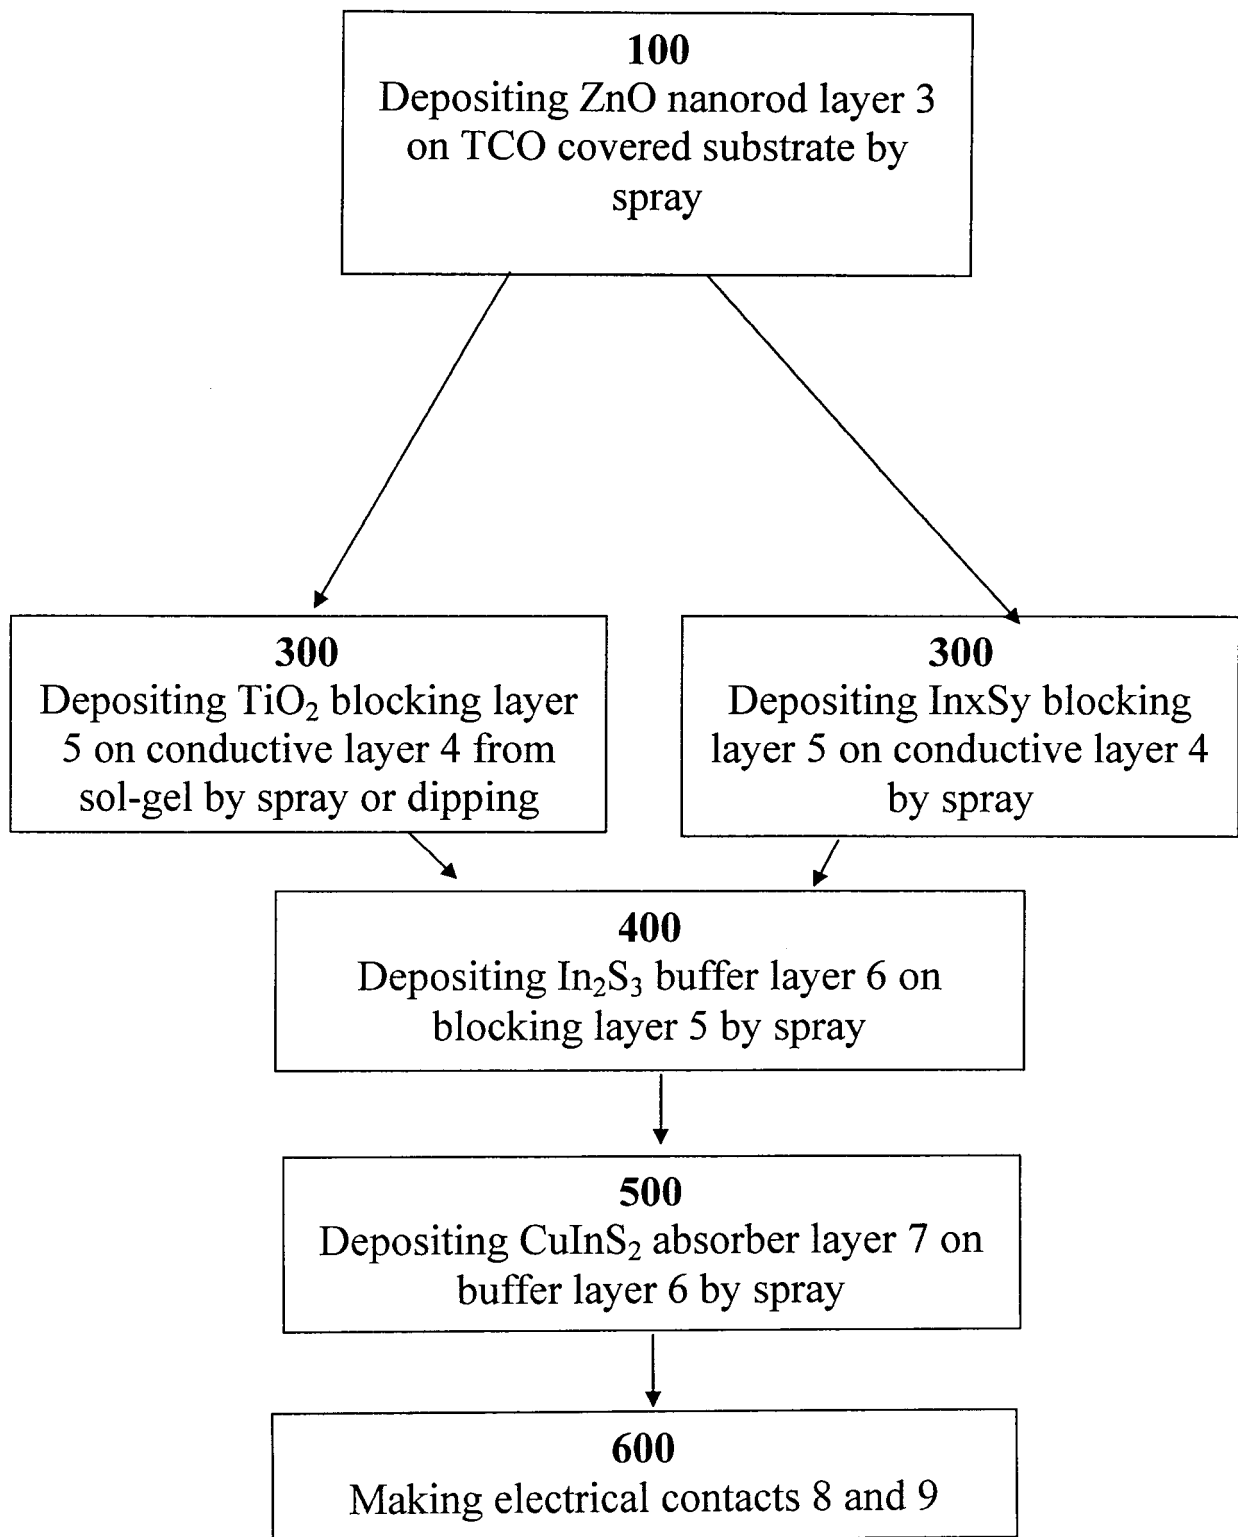 100
Depositing ZnO nanorod layer 3
on TCO covered substrate by
spray
300
Depositing TiO₂ blocking layer
5 on conductive layer 4 from
sol-gel by spray or dipping
300
Depositing InxSy blocking
layer 5 on conductive layer 4
by spray
400
Depositing In₂S₃ buffer layer 6 on
blocking layer 5 by spray
500
Depositing CuInS₂ absorber layer 7 on
buffer layer 6 by spray
600
Making electrical contacts 8 and 9